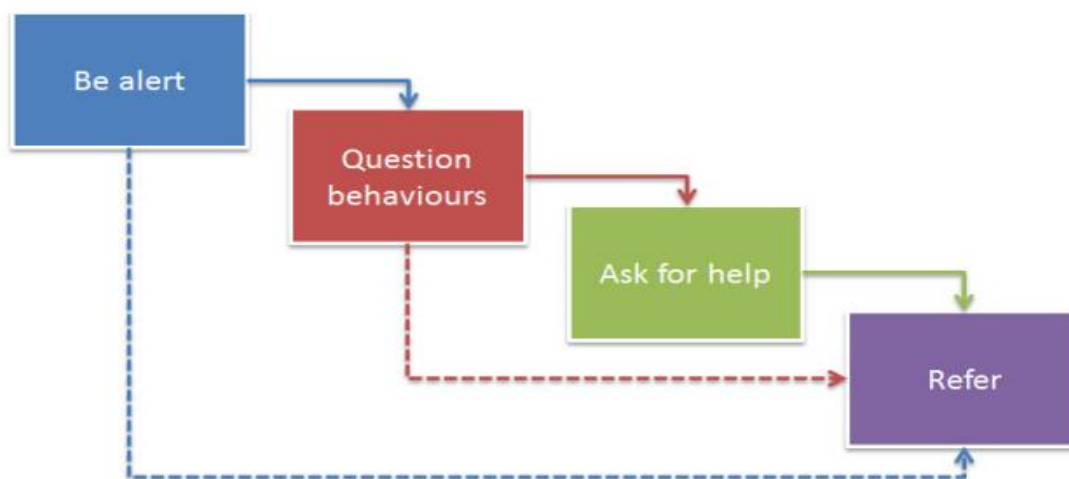 Be alert
Question
behaviours
Ask for help
Refer